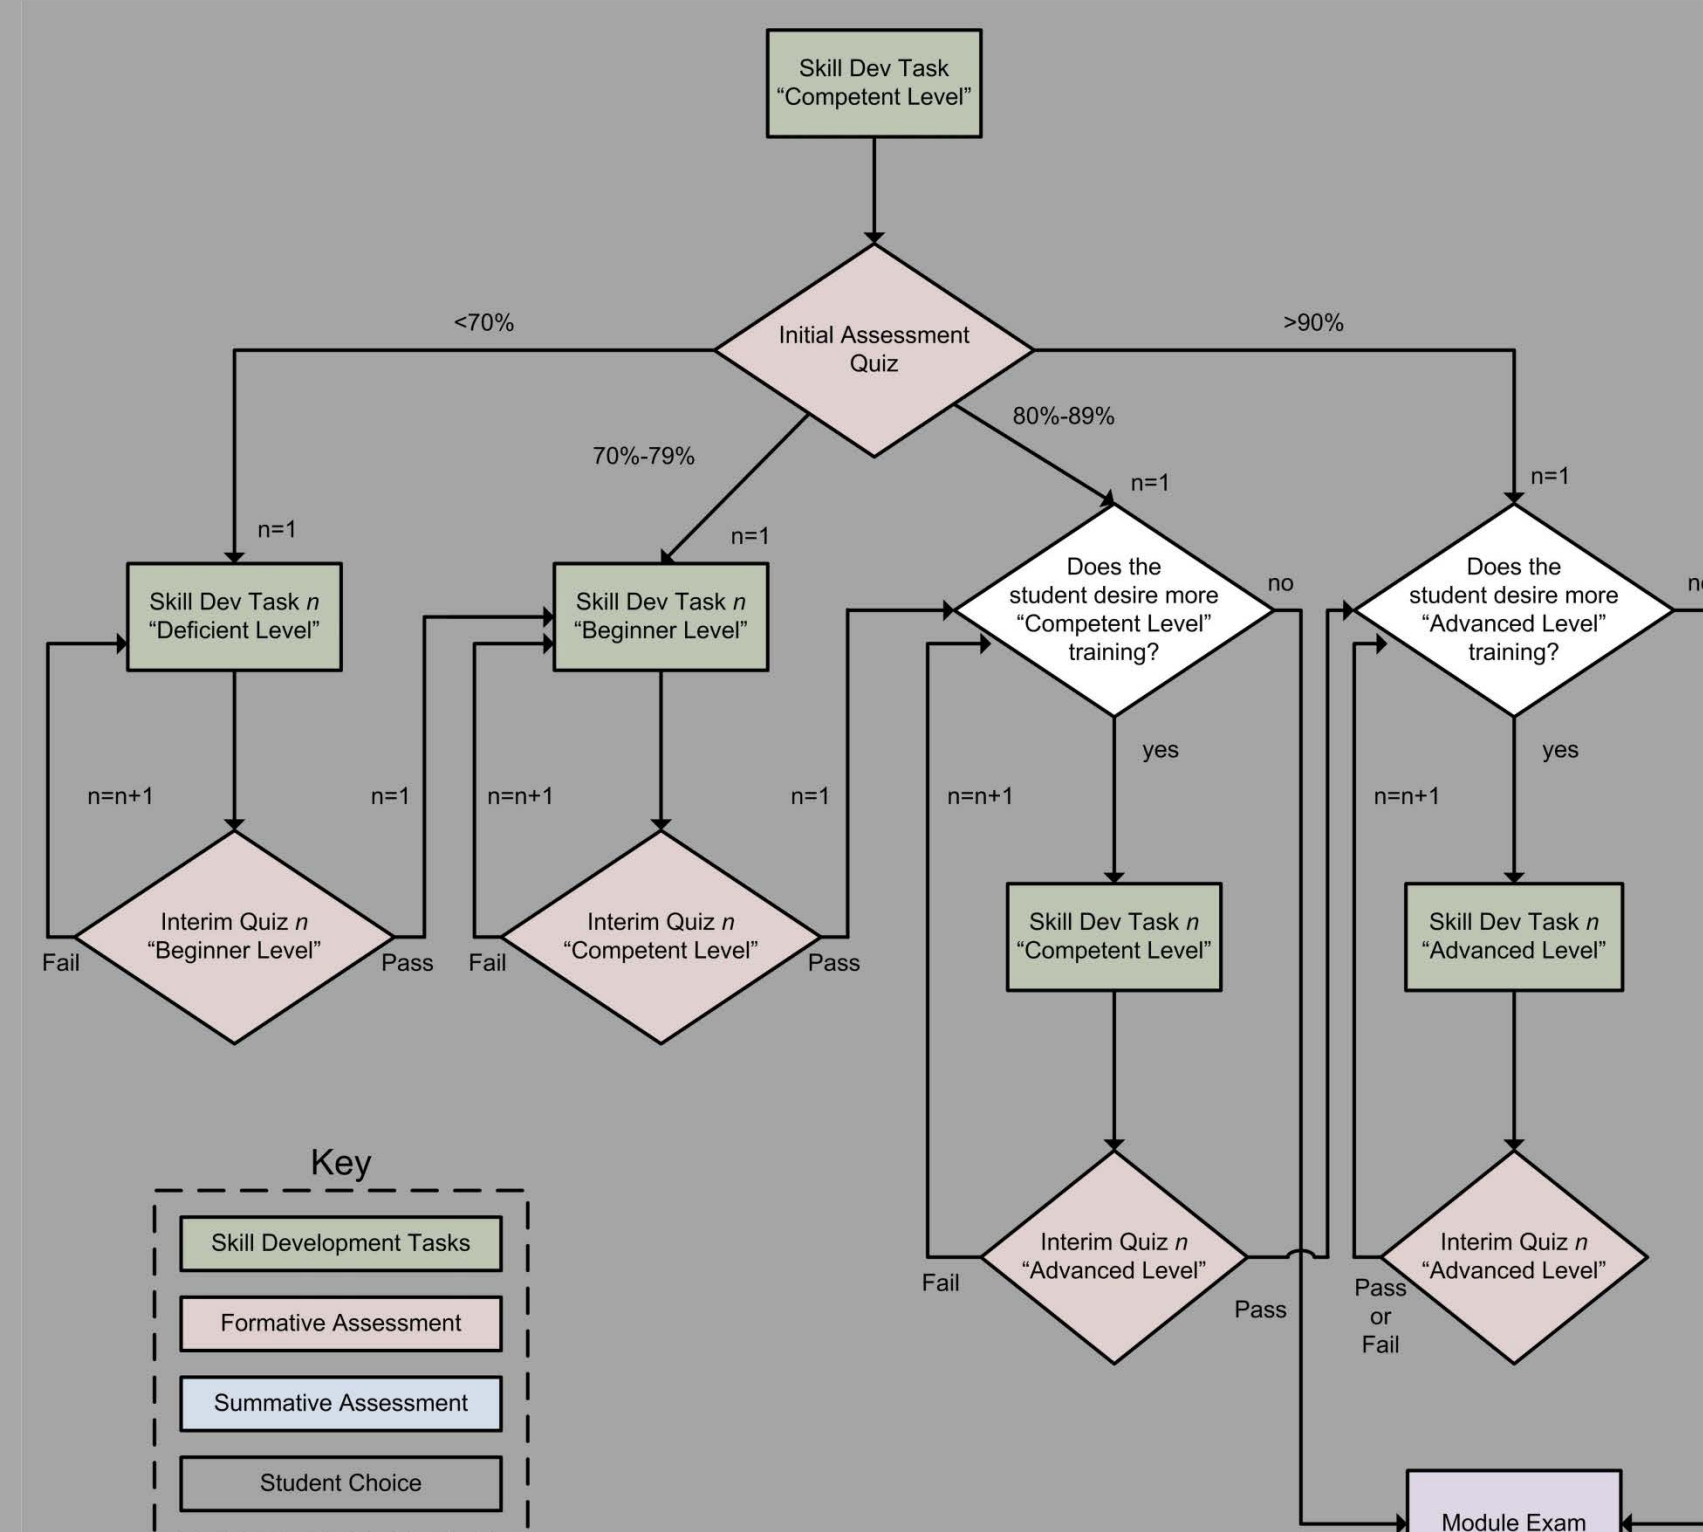 Skill Dev Task
“Competent Level”
Initial Assessment
Quiz
<70%
>90%
80%-89%
70%-79%
n=1
n=1
n=1
n=1
Skill Dev Task n
“Deficient Level”
Skill Dev Task n
“Beginner Level”
Does the
student desire more
“Competent Level”
training?
no
Does the
student desire more
“Advanced Level”
training?
yes
yes
n=n+1
n=1
n=n+1
n=1
n=n+1
n=n+1
Interim Quiz n
“Beginner Level”
Fail
Pass
Interim Quiz n
“Competent Level”
Fail
Pass
Skill Dev Task n
“Competent Level”
Skill Dev Task n
“Advanced Level”
Interim Quiz n
“Advanced Level”
Fail
Pass
Interim Quiz n
“Advanced Level”
Pass
or
Fail
Key
Skill Development Tasks
Formative Assessment
Summative Assessment
Student Choice
Module Exam